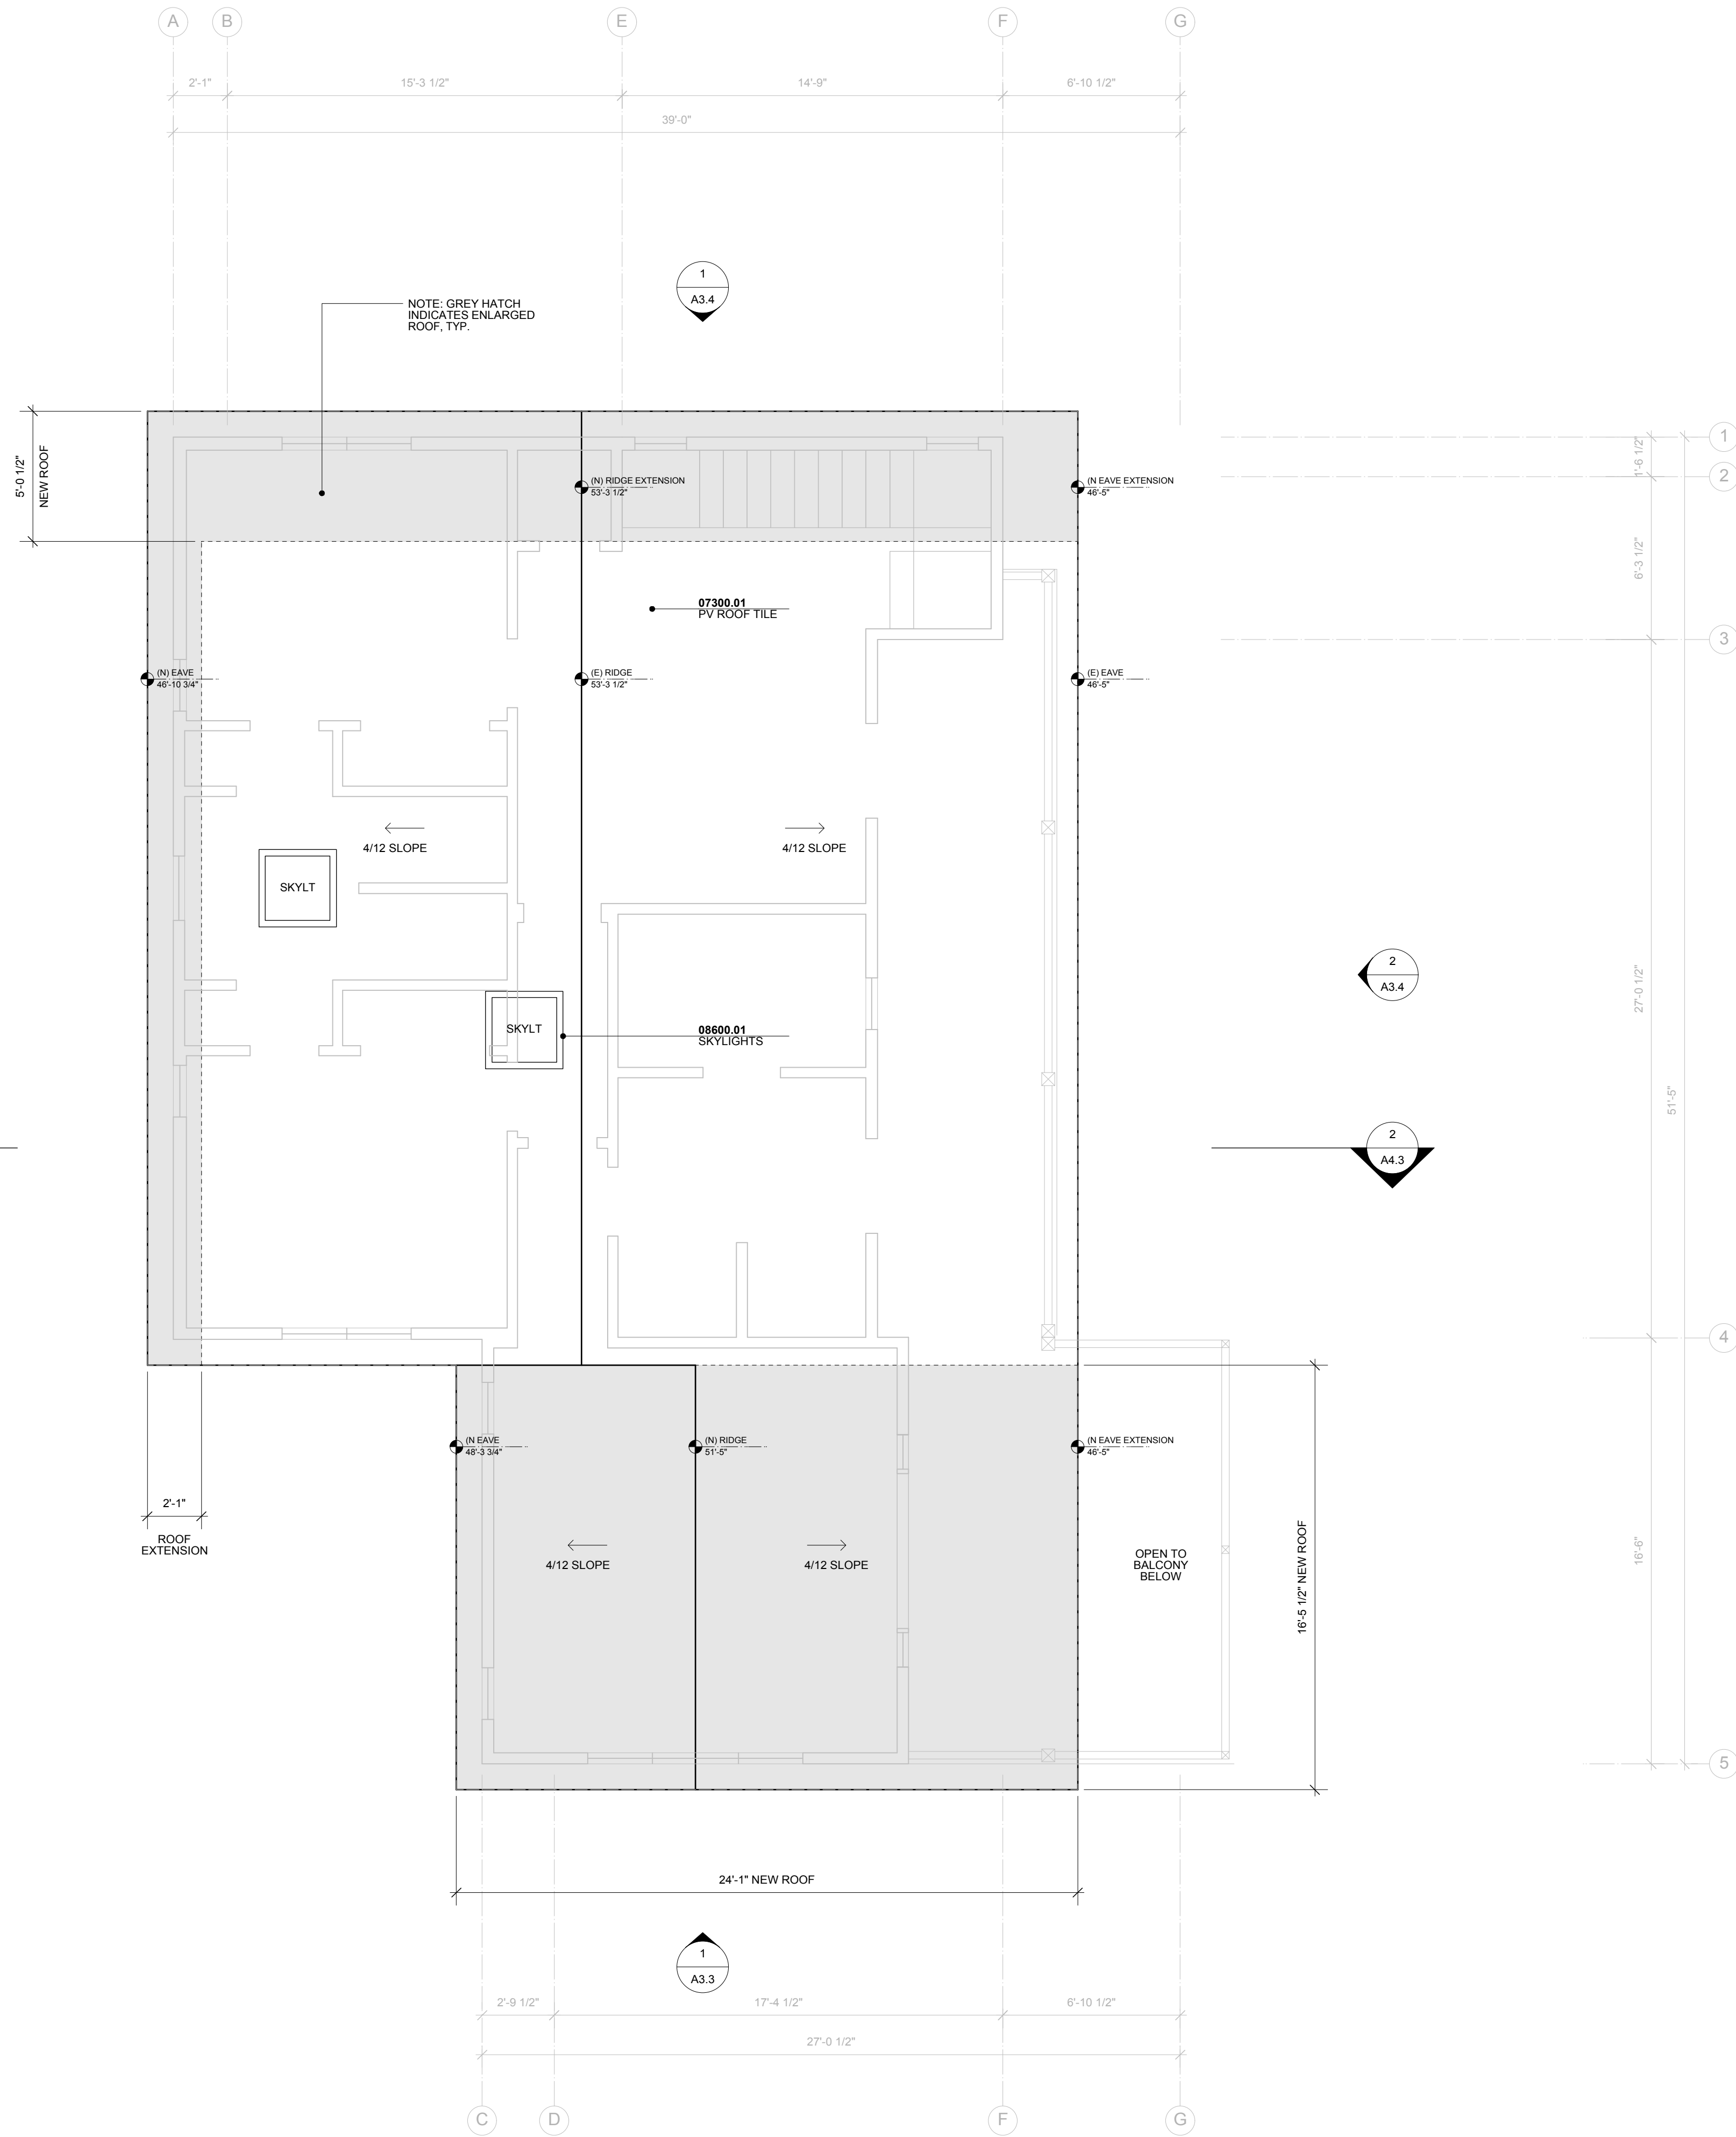 A
B
E
F
G
2'-1"
15'-3 1/2"
14'-9"
6'-10 1/2"
39'-0"
1
A3.4
NOTE: GREY HATCH
INDICATES ENLARGED
ROOF, TYP.
5'-0 1/2"
NEW ROOF
1
1'-6 1/2"
2
(N) RIDGE EXTENSION
53'-3 1/2"
(N EAVE EXTENSION
46'-5"
6'-3 1/2"
07300.01
PV ROOF TILE
3
(N) EAVE
46'-10 3/4"
(E) RIDGE
53'-3 1/2"
(E) EAVE
46'-5"
4/12 SLOPE
4/12 SLOPE
SKYLT
2
A3.4
27'-0 1/2"
SKYLT
08600.01
SKYLIGHTS
51'-5"
2
A4.3
4
(N EAVE
48'-3 3/4"
(N) RIDGE
51'-5"
(N EAVE EXTENSION
46'-5"
2'-1"
ROOF
EXTENSION
4/12 SLOPE
4/12 SLOPE
OPEN TO
BALCONY
BELOW
16'-5 1/2" NEW ROOF
16'-6"
5
24'-1" NEW ROOF
1
A3.3
2'-9 1/2"
17'-4 1/2"
6'-10 1/2"
27'-0 1/2"
C
D
F
G